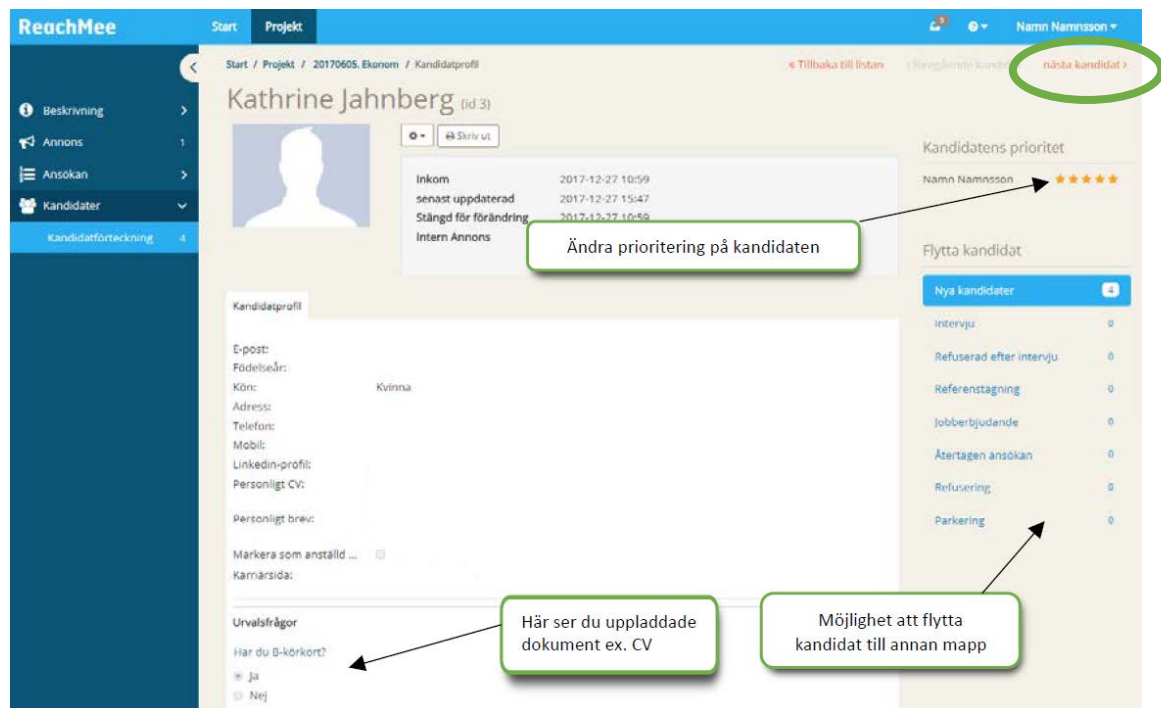 ReachMee
Start Projekt
3
Namn Namnsson
Start / Projekt / 20170605. Ekonom / Kandidatprofil
« Tillbaka till listan
nästa kandidat ›
Beskrivning
Annons 1
Ansökan
Kandidater
Kandidatförteckning 4
Kathrine Jahnberg (id 3)
Skriv ut
Inkom 2017-12-27 10:59
senast uppdaterad 2017-12-27 15:47
Stängd för förändring 2017-12-27 10:59
Intern Annons
Ändra prioritering på kandidaten
Kandidatens prioritet
Namn Namnsson
Flytta kandidat
Nya kandidater 4
Intervju 0
Refuserad efter intervju 0
Referenstagning 0
Jobberbjudande 0
Återtagen ansökan 0
Refusering 0
Parkering 0
Kandidatprofil
E-post:
Födelseår:
Kön: Kvinna
Adress:
Telefon:
Mobil:
Linkedin-profil:
Personligt CV:
Personligt brev:
Markera som anställd ...
Karriärsida:
Urvalsfrågor
Har du B-körkort?
Ja
Nej
Här ser du uppladdade
dokument ex. CV
Möjlighet att flytta
kandidat till annan mapp